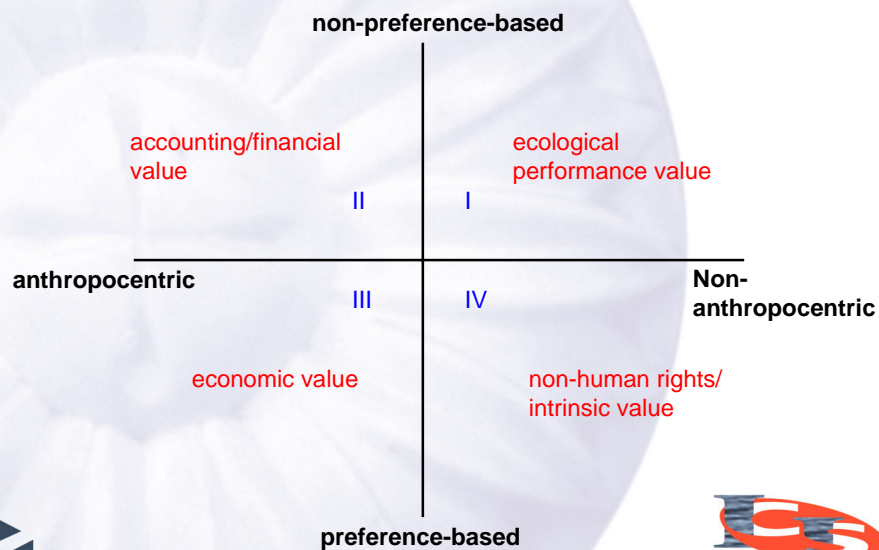 non-preference-based
accounting/financial
value
ecological
performance value
II
I
anthropocentric
Non-
anthropocentric
III
IV
economic value
non-human rights/
intrinsic value
preference-based